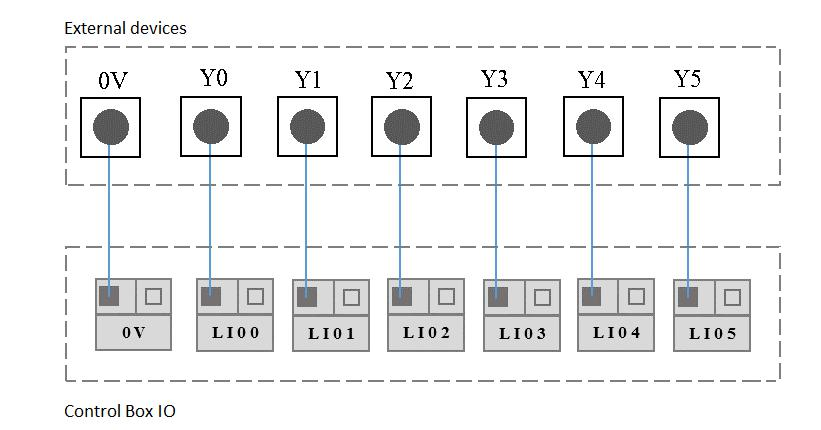 External devices
0V Y0 Y1 Y2 Y3 Y4 Y5
0V LI00 LI01 LI02 LI03 LI04 LI05
Control Box IO